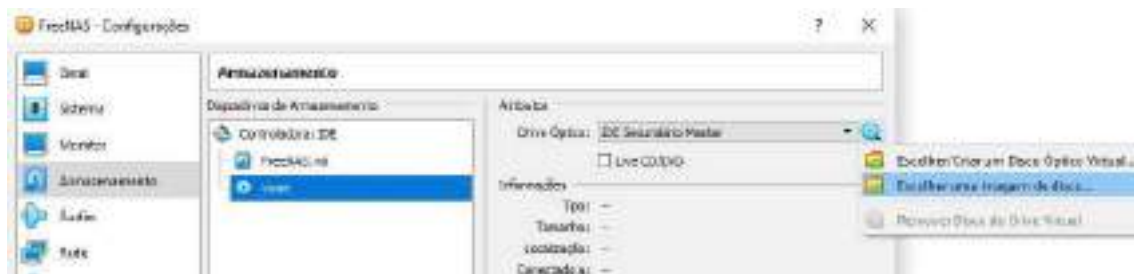 FreeNAS - Configurações
? ×
Geral
Sistema
Monitor
Armazenamento
Áudio
Rede
Armazenamento
Dispositivos de Armazenamento
Controladora: IDE
FreeNAS.vdi
Vazio
Atributos
Drive Óptico: IDE Secundário Master
Live CD/DVD
Informações
Tipo: --
Tamanho: --
Localização: --
Conectado a: --
Escolher/Criar um Disco Óptico Virtual...
Escolher uma imagem de disco...
Remover Disco do Drive Virtual